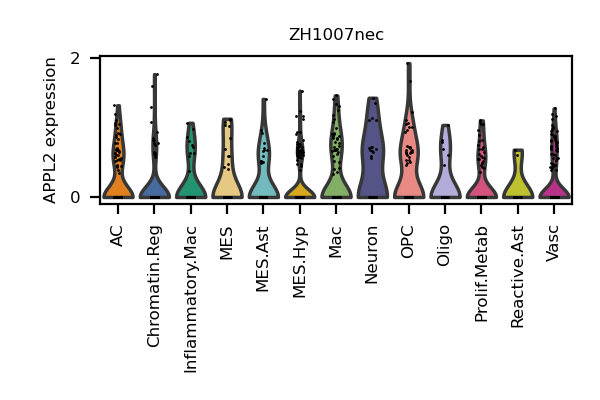 ZH1007nec
APPL2 expression
2
0
AC
Chromatin.Reg
Inflammatory.Mac
MES
MES.Ast
MES.Hyp
Mac
Neuron
OPC
Oligo
Prolif.Metab
Reactive.Ast
Vasc